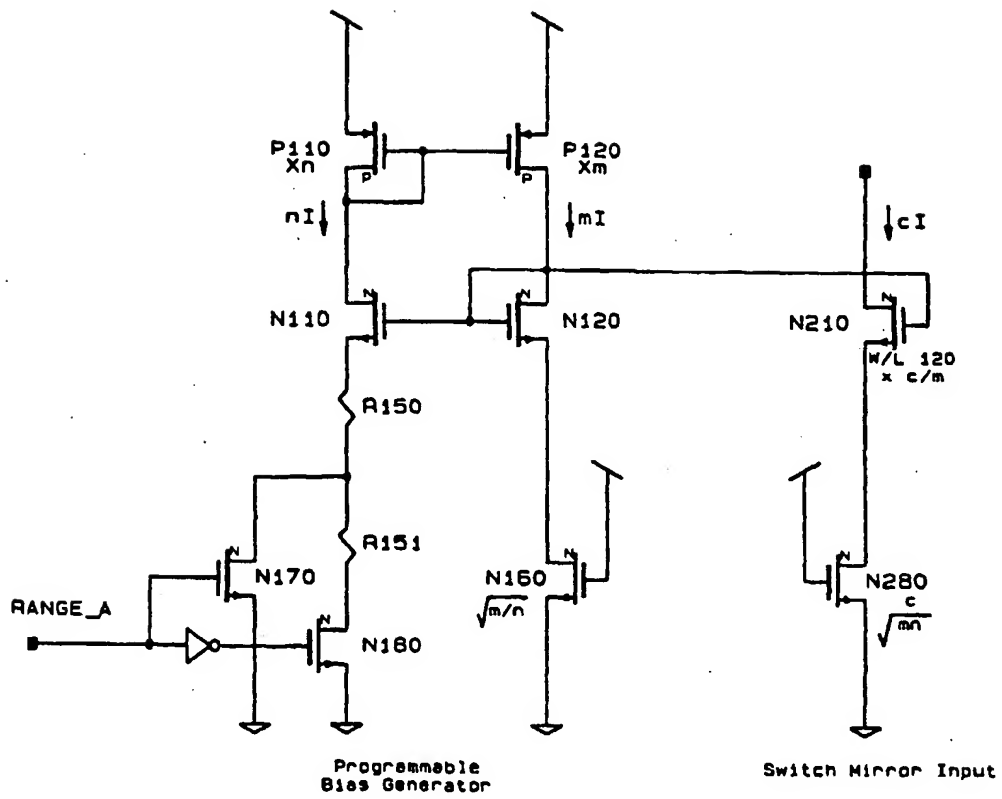 P110
Xn
P
P120
Xm
P
nI
mI
cI
N
N110
N
N120
N
N210
W/L 120
x c/m
R150
R151
N
N170
N
N160
√m/n
N
N280
c
√mn
RANGE_A
N
N180
Programmable
Bias Generator
Switch Mirror Input